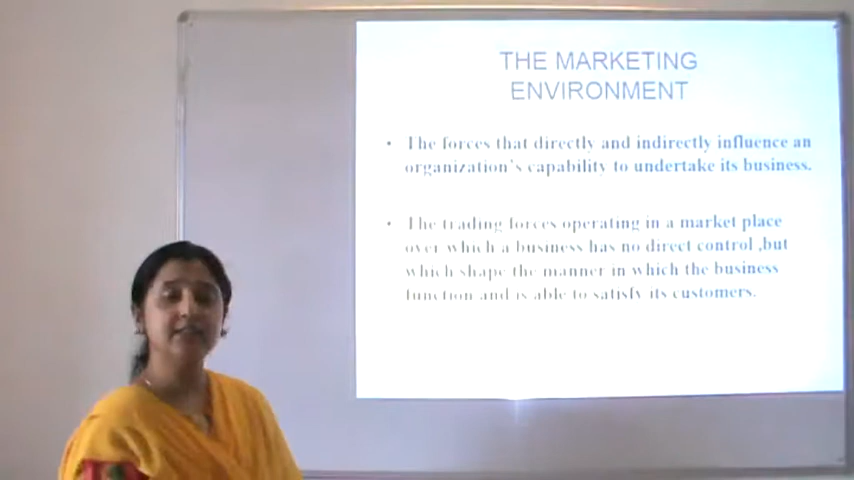 THE MARKETING
ENVIRONMENT
• The forces that directly and indirectly influence an
organization's capability to undertake its business.
• The trading forces operating in a market place
over which a business has no direct control ,but
which shape the manner in which the business
function and is able to satisfy its customers.